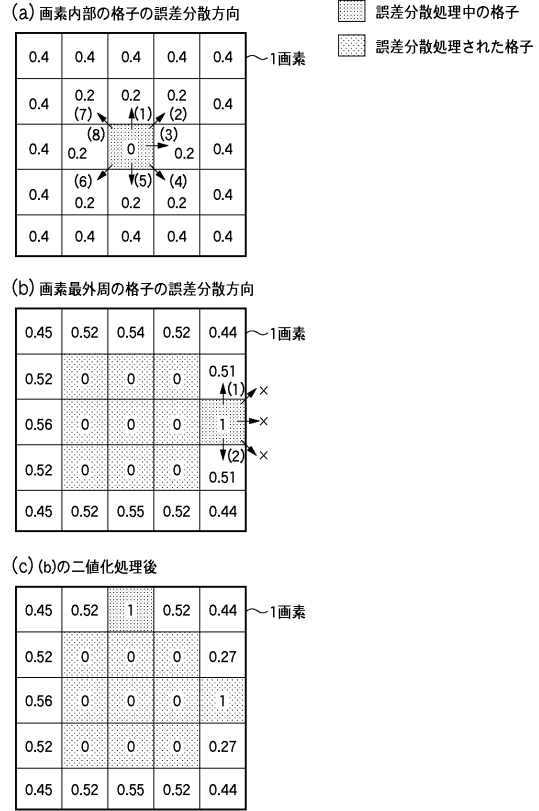 (a) 画素内部の格子の誤差分散方向
誤差分散処理中の格子
誤差分散処理された格子
1画素
0.4 0.4 0.4 0.4 0.4
0.4 0.2 0.2 0.2 0.4
(7) (1) (2)
(8) (3)
0.4 0.2 0 0.2 0.4
(6) (5) (4)
0.4 0.2 0.2 0.2 0.4
0.4 0.4 0.4 0.4 0.4
(b) 画素最外周の格子の誤差分散方向
0.45 0.52 0.54 0.52 0.44
1画素
0.52 0 0 0 0.51
(1) ×
0.56 0 0 0 1 ×
(2) ×
0.52 0 0 0 0.51
0.45 0.52 0.55 0.52 0.44
(c) (b)の二値化処理後
0.45 0.52 1 0.52 0.44
1画素
0.52 0 0 0 0.27
0.56 0 0 0 1
0.52 0 0 0 0.27
0.45 0.52 0.55 0.52 0.44